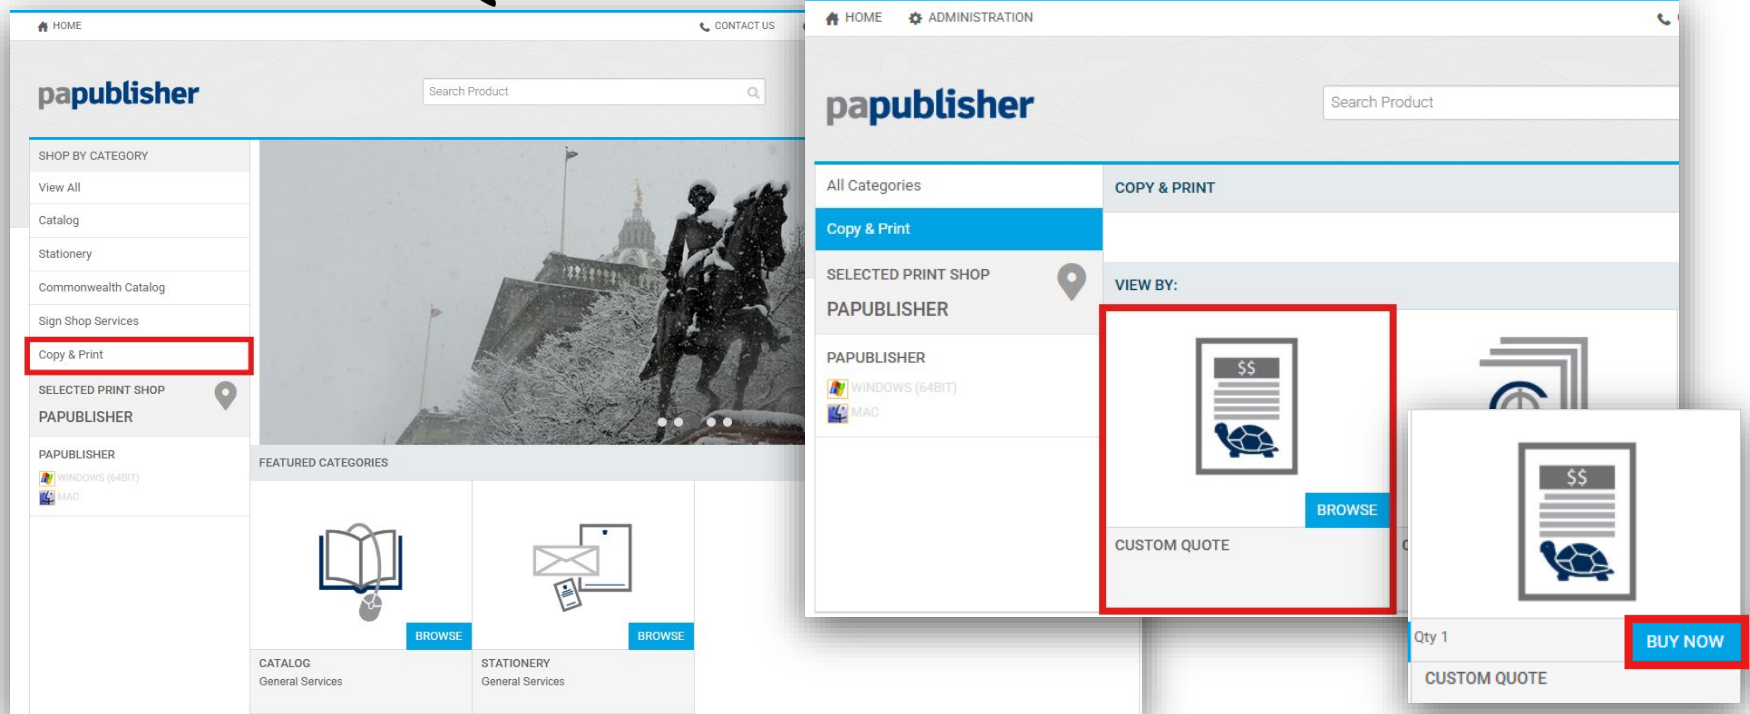 HOME
CONTACT US
papublisher
Search Product
SHOP BY CATEGORY
View All
Catalog
Stationery
Commonwealth Catalog
Sign Shop Services
Copy & Print
SELECTED PRINT SHOP
PAPUBLISHER
PAPUBLISHER
WINDOWS (64BIT)
MAC
FEATURED CATEGORIES
BROWSE
BROWSE
CATALOG
General Services
STATIONERY
General Services
HOME
ADMINISTRATION
papublisher
Search Product
All Categories
COPY & PRINT
Copy & Print
SELECTED PRINT SHOP
PAPUBLISHER
VIEW BY:
PAPUBLISHER
WINDOWS (64BIT)
MAC
$$
BROWSE
CUSTOM QUOTE
$$
Qty 1
BUY NOW
CUSTOM QUOTE